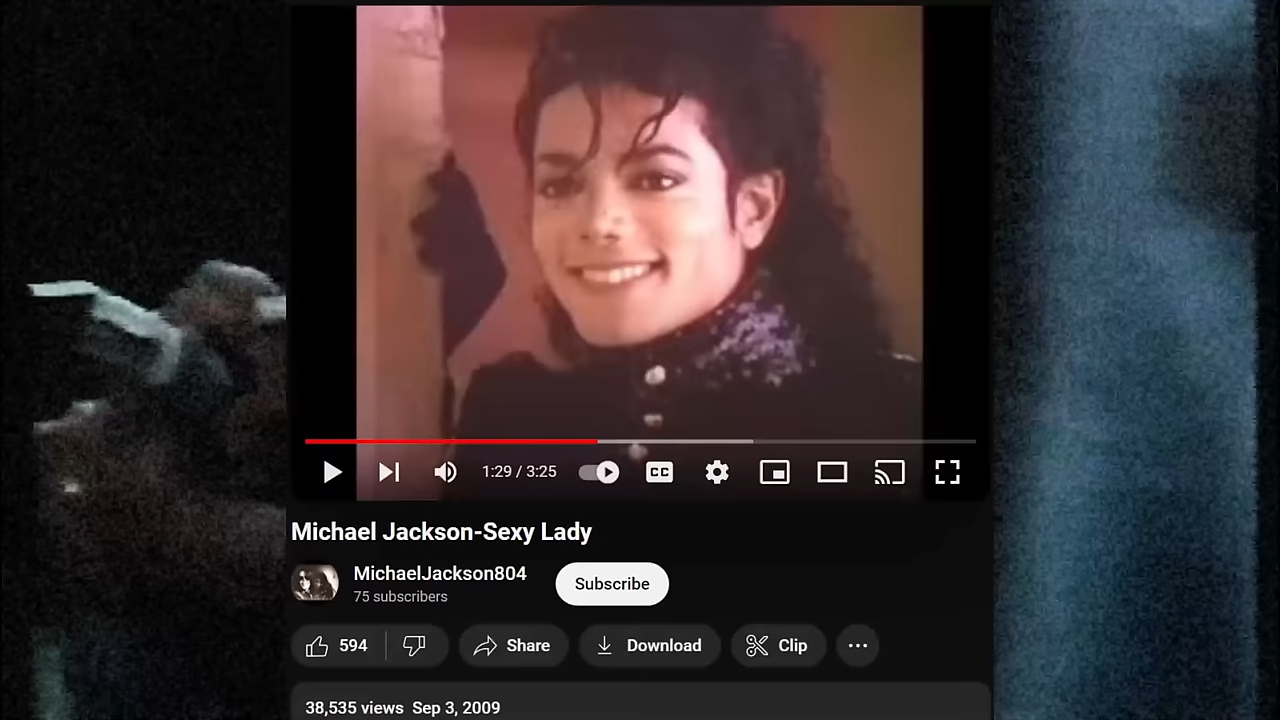 1:29 / 3:25
CC
Michael Jackson-Sexy Lady
MichaelJackson804
75 subscribers
Subscribe
594
Share
Download
Clip
38,535 views Sep 3, 2009